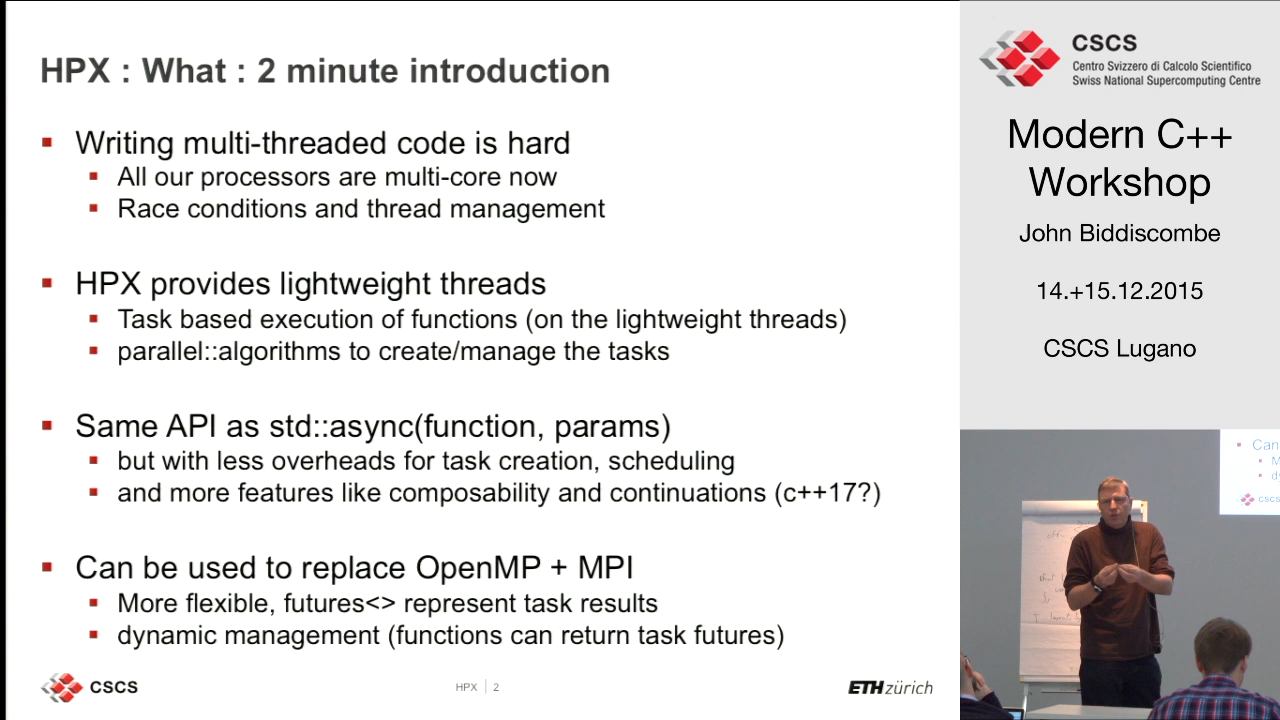 HPX : What : 2 minute introduction
Writing multi-threaded code is hard
All our processors are multi-core now
Race conditions and thread management
HPX provides lightweight threads
Task based execution of functions (on the lightweight threads)
parallel::algorithms to create/manage the tasks
Same API as std::async(function, params)
but with less overheads for task creation, scheduling
and more features like composability and continuations (c++17?)
Can be used to replace OpenMP + MPI
More flexible, futures<> represent task results
dynamic management (functions can return task futures)
CSCS
HPX | 2
ETH zürich
CSCS
Centro Svizzero di Calcolo Scientifico
Swiss National Supercomputing Centre
Modern C++
Workshop
John Biddiscombe
14.+15.12.2015
CSCS Lugano
Can
M
d
CSCS